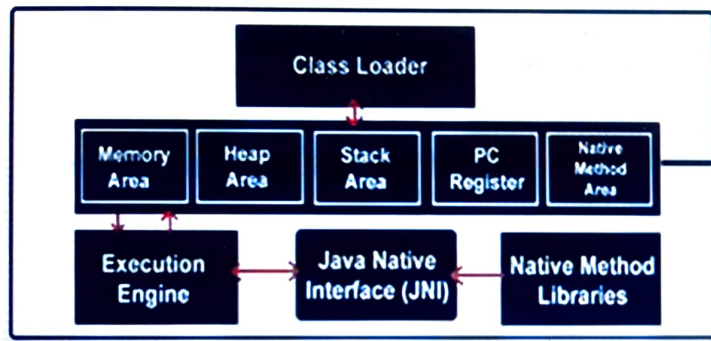 Class Loader
Memory
Area
Heap
Area
Stack
Area
PC
Register
Native
Method
Area
Execution
Engine
Java Native
Interface (JNI)
Native Method
Libraries